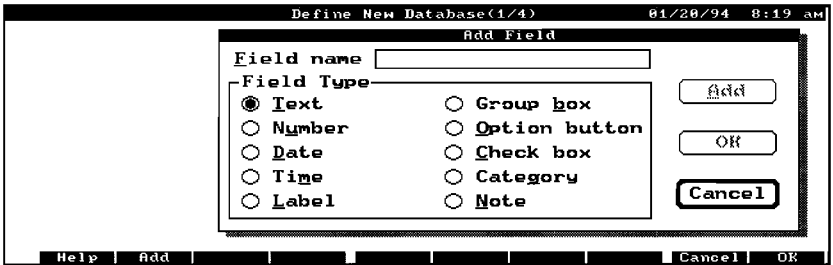 Define New Database(1/4) 01/20/94 8:19 AM
Add Field
Field name
Field Type
Text
Number
Date
Time
Label
Group box
Option button
Check box
Category
Note
Add
OK
Cancel
Help Add Cancel OK